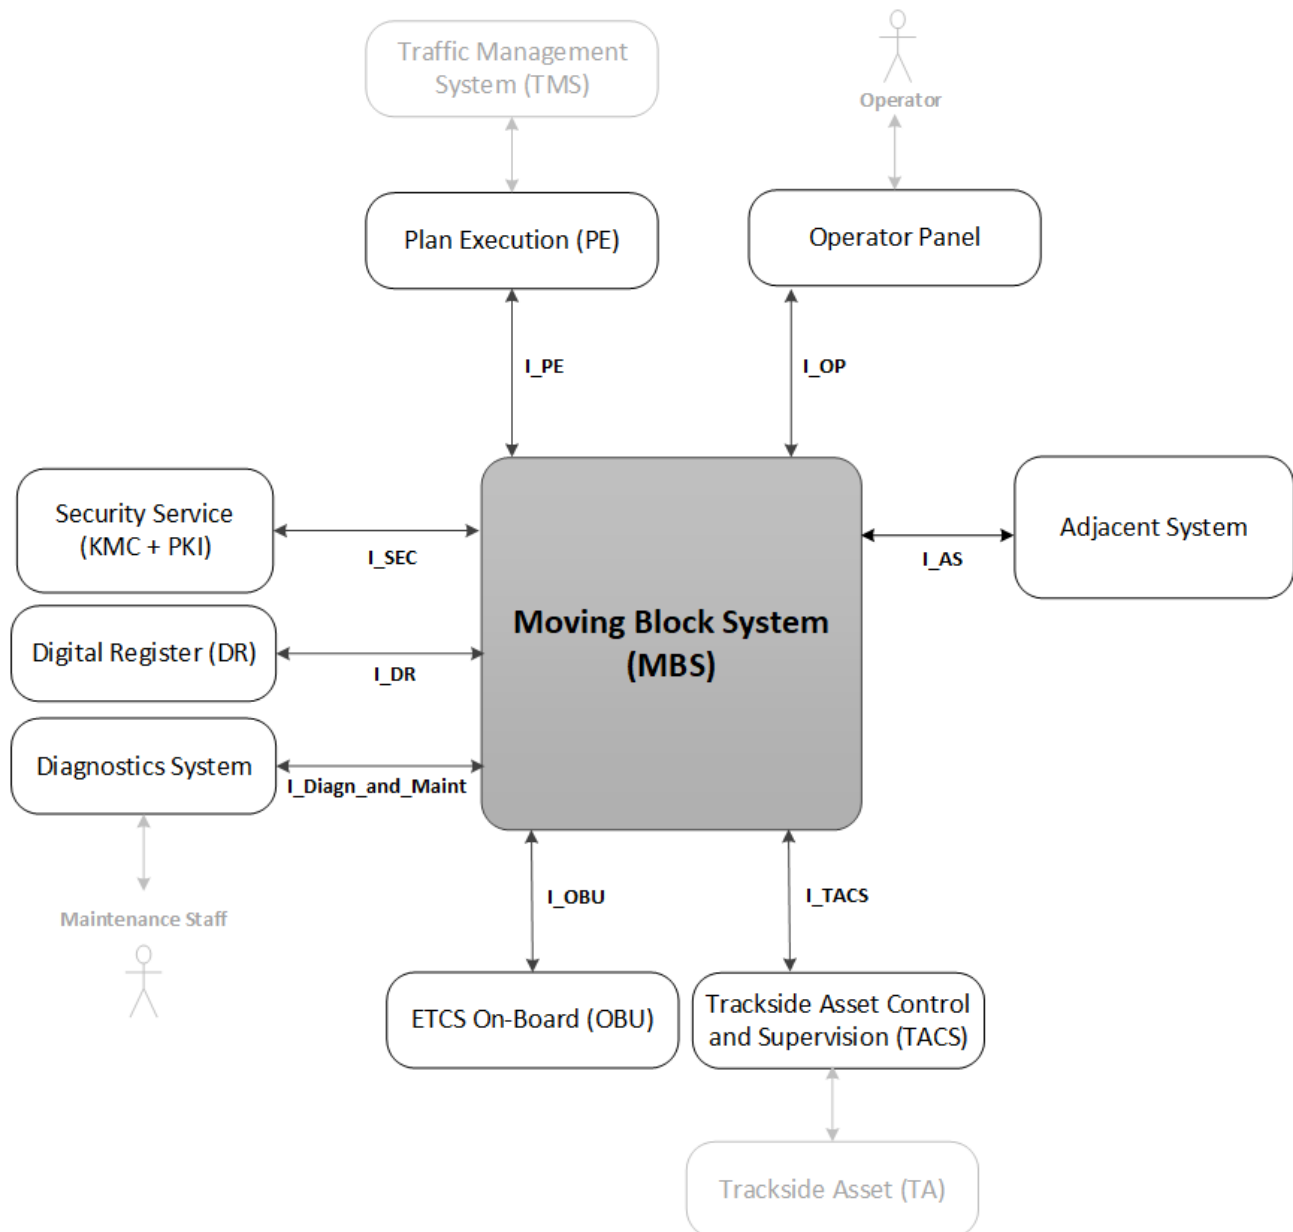 Traffic Management
System (TMS)
Operator
Plan Execution (PE)
Operator Panel
I_PE
I_OP
Security Service
(KMC + PKI)
I_SEC
Adjacent System
I_AS
Moving Block System
(MBS)
Digital Register (DR)
I_DR
Diagnostics System
I_Diagn_and_Maint
I_OBU
I_TACS
Maintenance Staff
ETCS On-Board (OBU)
Trackside Asset Control
and Supervision (TACS)
Trackside Asset (TA)